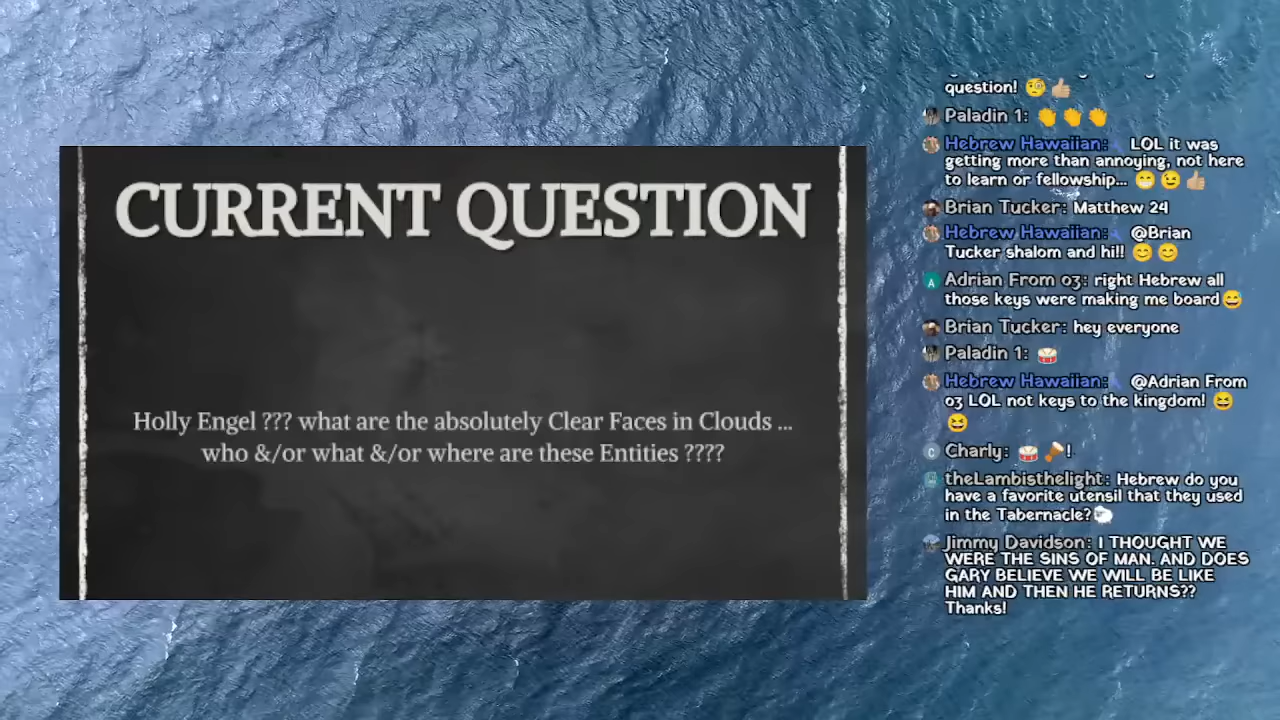 CURRENT QUESTION
Holly Engel ??? what are the absolutely Clear Faces in Clouds ...
who &/or what &/or where are these Entities ????
question! 🧐👍🏼
Paladin 1: 👏👏👏
Hebrew Hawaiian: LOL it was
getting more than annoying, not here
to learn or fellowship... 😁😉👍🏼
Brian Tucker: Matthew 24
Hebrew Hawaiian: @Brian
Tucker shalom and hi!! 😊😊
A Adrian From 03: right Hebrew all
those keys were making me board😅
Brian Tucker: hey everyone
Paladin 1: 🥁
Hebrew Hawaiian: @Adrian From
03 LOL not keys to the kingdom! 😆
😆
C Charly: 🥁🪘!
theLambisthelight: Hebrew do you
have a favorite utensil that they used
in the Tabernacle?🐑
Jimmy Davidson: I THOUGHT WE
WERE THE SINS OF MAN. AND DOES
GARY BELIEVE WE WILL BE LIKE
HIM AND THEN HE RETURNS??
Thanks!